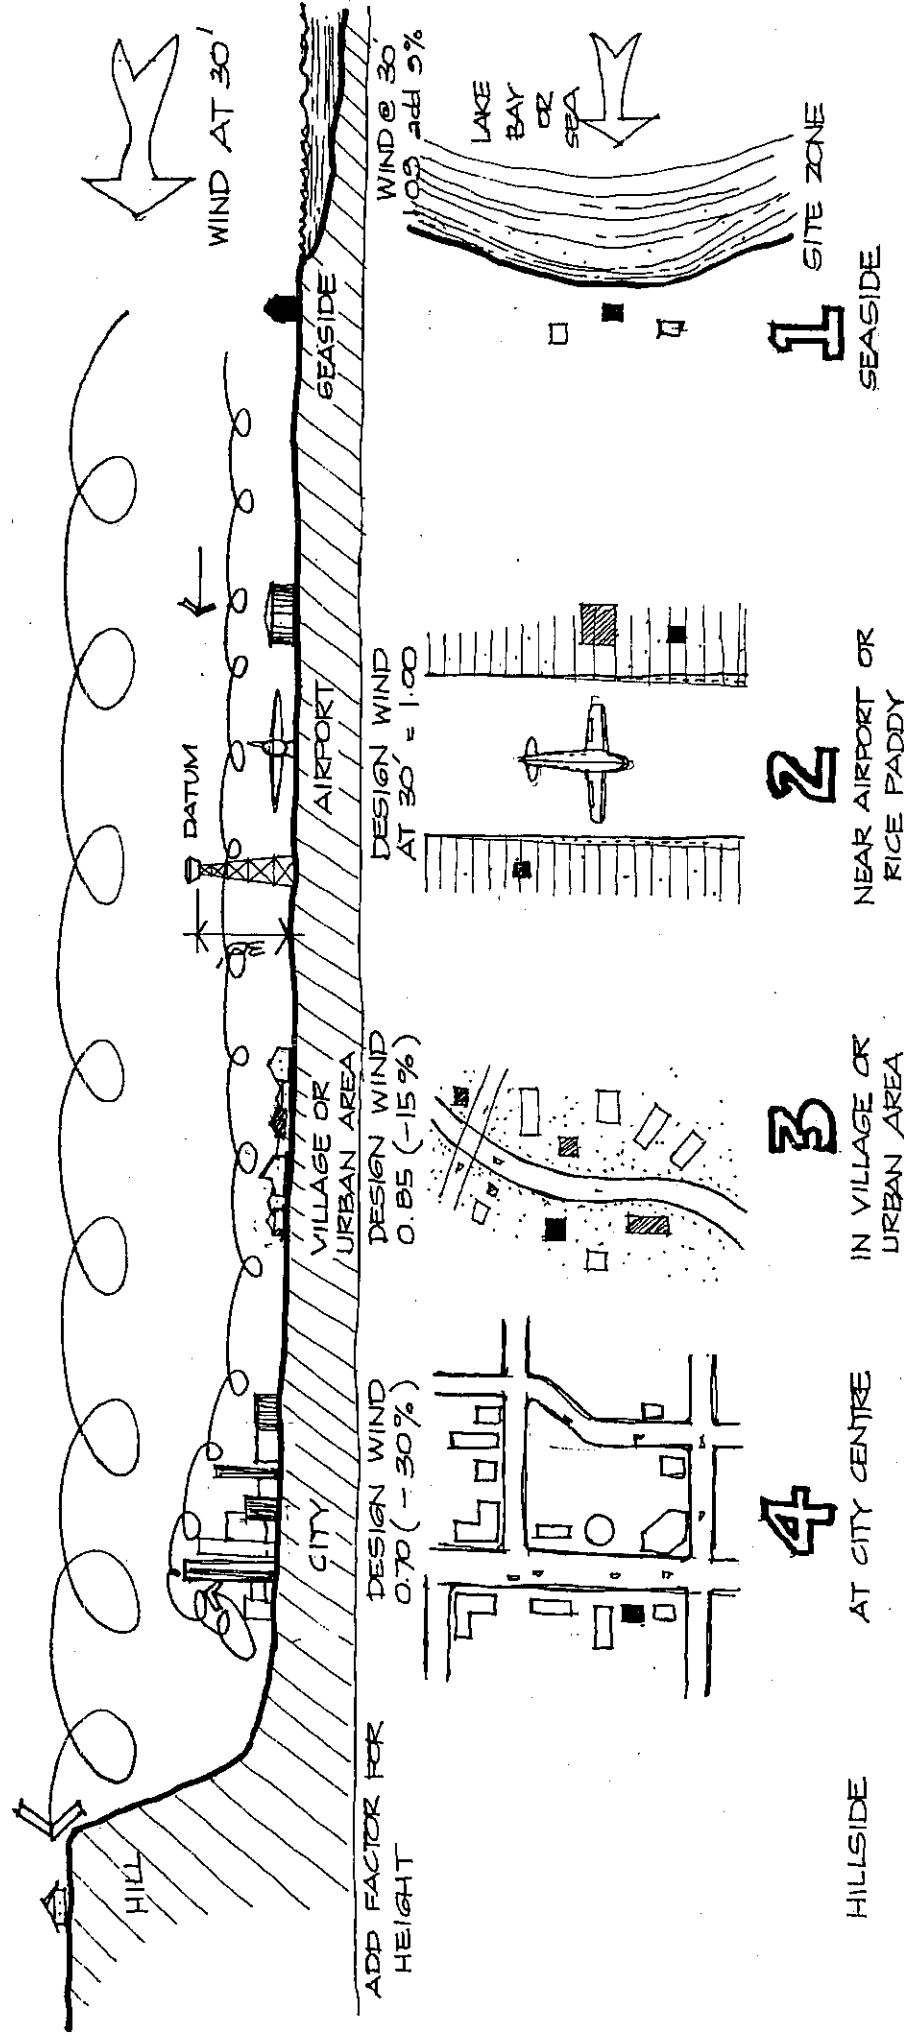 WIND AT 30'
DATUM
HILL
CITY
VILLAGE OR
URBAN AREA
AIRPORT
SEASIDE
ADD FACTOR FOR
HEIGHT
DESIGN WIND
0.70 (-30%)
DESIGN WIND
0.85 (-15%)
DESIGN WIND
AT 30' = 1.00
WIND @ 30'
1.09 add 9%
LAKE
BAY
OR
SEA
SITE ZONE
4
3
2
1
HILLSIDE
AT CITY CENTRE
IN VILLAGE OR
URBAN AREA
NEAR AIRPORT OR
RICE PADDY
SEASIDE